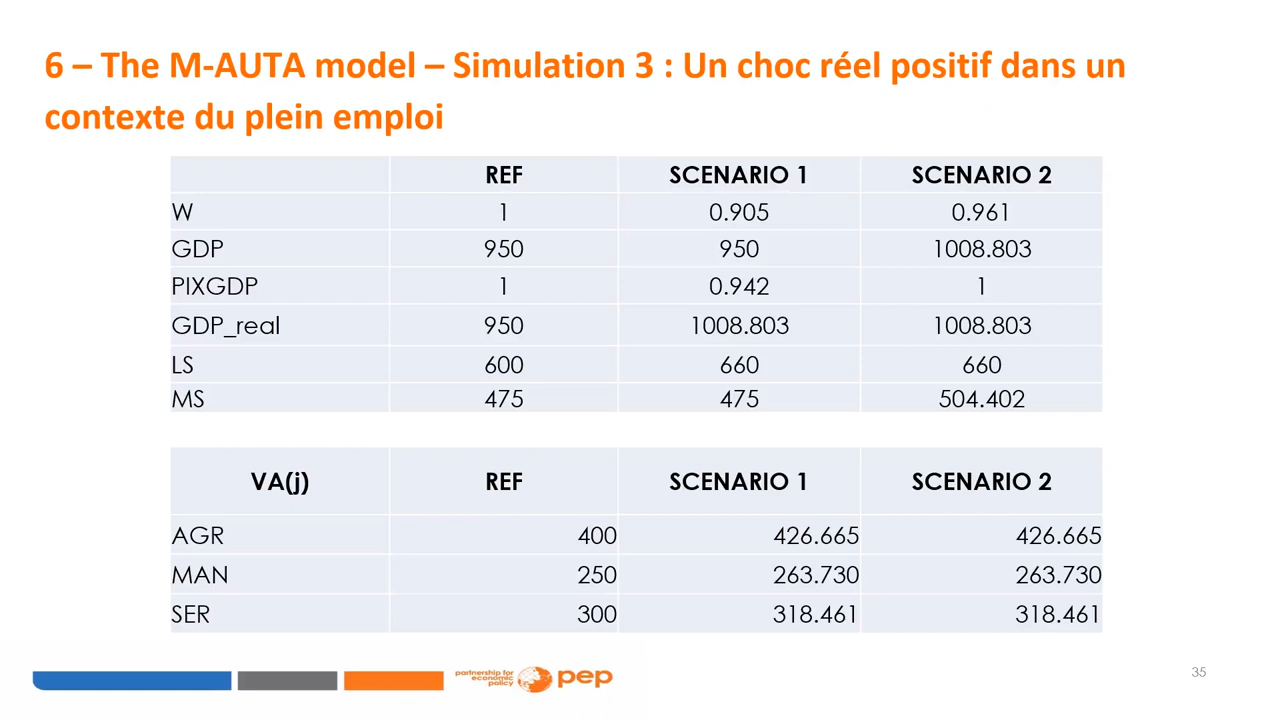 6 – The M-AUTA model – Simulation 3 : Un choc réel positif dans un
contexte du plein emploi
REF SCENARIO 1 SCENARIO 2
W 1 0.905 0.961
GDP 950 950 1008.803
PIXGDP 1 0.942 1
GDP_real 950 1008.803 1008.803
LS 600 660 660
MS 475 475 504.402
VA(j) REF SCENARIO 1 SCENARIO 2
AGR 400 426.665 426.665
MAN 250 263.730 263.730
SER 300 318.461 318.461
partnership for
economic
policy
pep
35